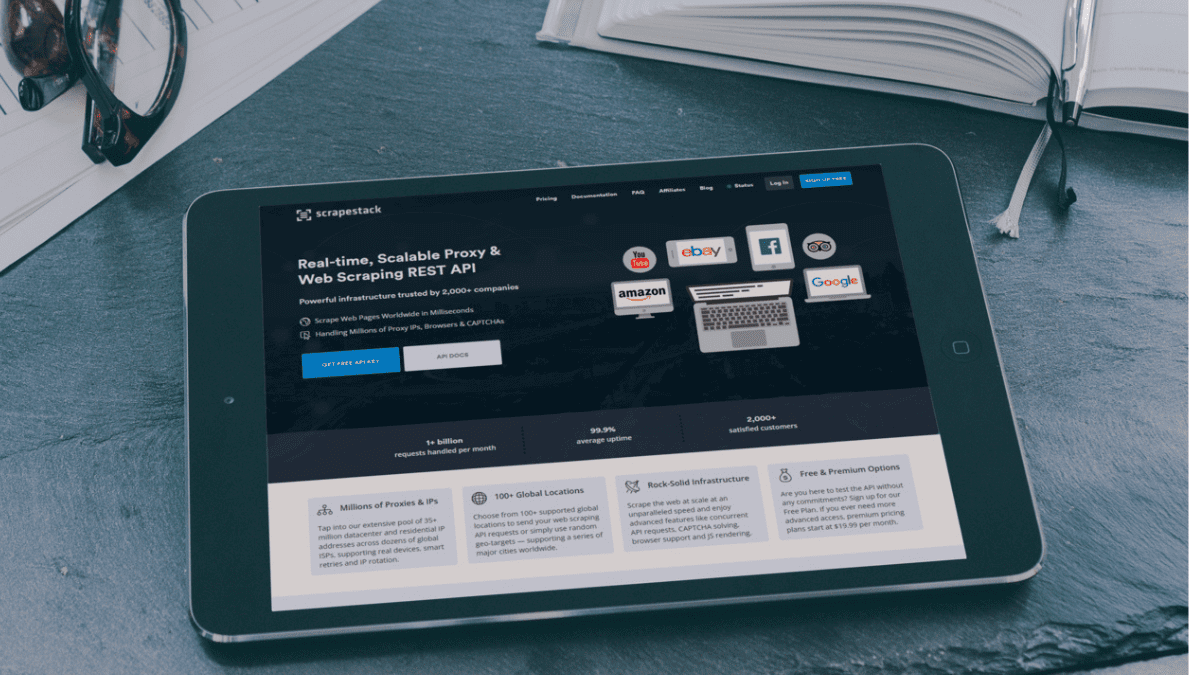 scrapestack
Pricing Documentation FAQ Affiliates Blog Status Log In SIGN UP FREE
Real-time, Scalable Proxy &
Web Scraping REST API
Powerful infrastructure trusted by 2,000+ companies
Scrape Web Pages Worldwide in Milliseconds
Handling Millions of Proxy IPs, Browsers & CAPTCHAs
GET FREE API KEY API DOCS
You
Tube
ebay
amazon
Google
1+ billion
requests handled per month
99.9%
average uptime
2,000+
satisfied customers
Millions of Proxies & IPs
Tap into our extensive pool of 35+
million datacenter and residential IP
addresses across dozens of global
ISPs, supporting real devices, smart
retries and IP rotation.
100+ Global Locations
Choose from 100+ supported global
locations to send your web scraping
API requests or simply use random
geo-targets — supporting a series of
major cities worldwide.
Rock-Solid Infrastructure
Scrape the web at scale at an
unparalleled speed and enjoy
advanced features like concurrent
API requests, CAPTCHA solving,
browser support and JS rendering.
Free & Premium Options
Are you here to test the API without
any commitments? Sign up for our
Free Plan. If you ever need more
advanced access, premium pricing
plans start at $19.99 per month.